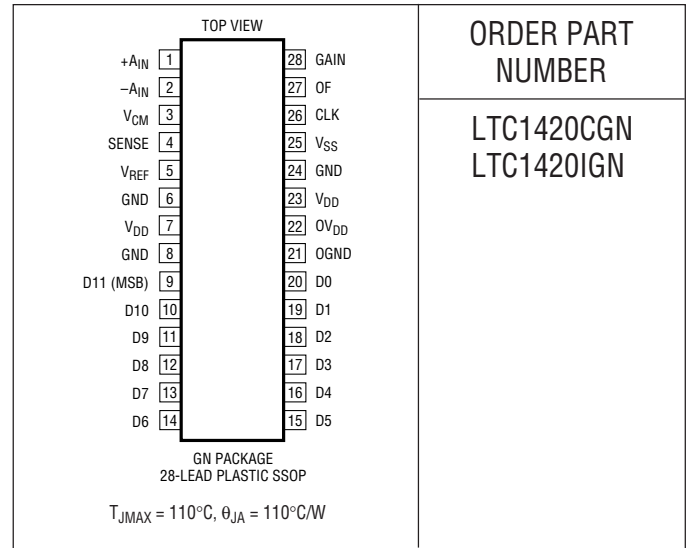 TOP VIEW
+AIN 1
28 GAIN
–AIN 2
27 OF
VCM 3
26 CLK
SENSE 4
25 VSS
VREF 5
24 GND
GND 6
23 VDD
VDD 7
22 OVDD
GND 8
21 OGND
D11 (MSB) 9
20 D0
D10 10
19 D1
D9 11
18 D2
D8 12
17 D3
D7 13
16 D4
D6 14
15 D5
GN PACKAGE
28-LEAD PLASTIC SSOP
TJMAX = 110°C, θJA = 110°C/W
ORDER PART
NUMBER
LTC1420CGN
LTC1420IGN